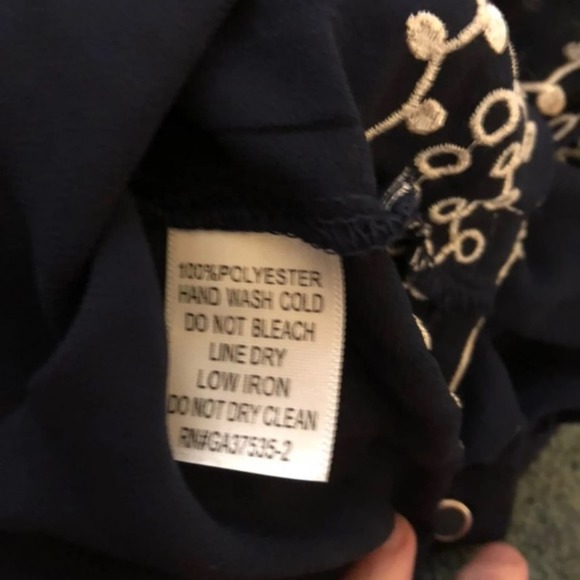 100%POLYESTER
HAND WASH COLD
DO NOT BLEACH
LINE DRY
LOW IRON
DO NOT DRY CLEAN
RN#GA37535-2